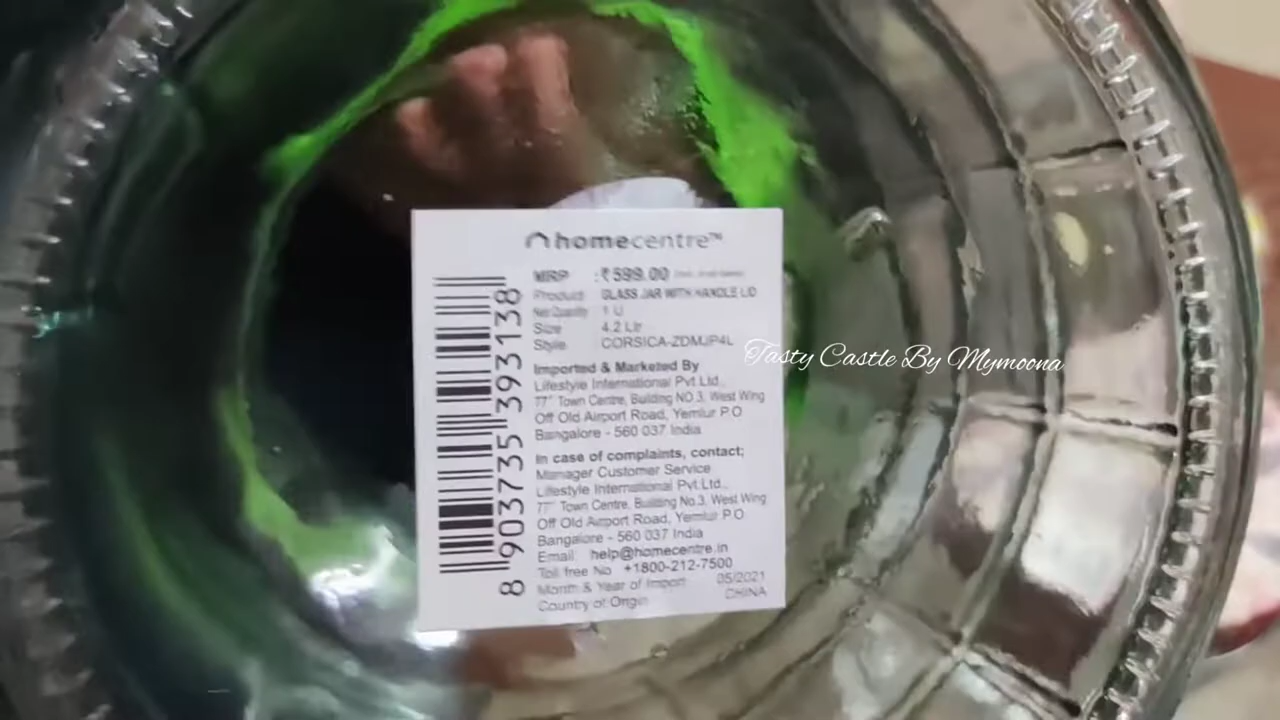 homecentre™
MRP : ₹ 599.00
Product : GLASS JAR WITH HANDLE LID
Net Quantity 1 U
Size 4.2 Ltr
Style CORSICA-ZDMJP4L
Imported & Marketed By
Lifestyle International Pvt.Ltd.,
77° Town Centre, Building NO.3, West Wing
Off Old Airport Road, Yemlur P.O
Bangalore - 560 037 India
In case of complaints, contact;
Manager Customer Service
Lifestyle International Pvt.Ltd.,
77° Town Centre, Building No.3, West Wing
Off Old Airport Road, Yemlur P.O
Bangalore - 560 037 India
Email help@homecentre.in
Toll free No +1800-212-7500
Month & Year of Import 05/2021
Country of Origin CHINA
8 903735 393138
Tasty Castle By Mymoona